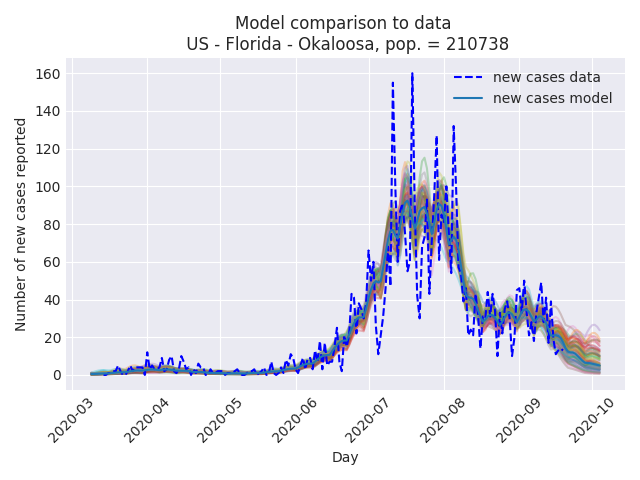 Model comparison to data
US - Florida - Okaloosa, pop. = 210738
new cases data
new cases model
Number of new cases reported
160
140
120
100
80
60
40
20
0
2020-03
2020-04
2020-05
2020-06
2020-07
2020-08
2020-09
2020-10
Day